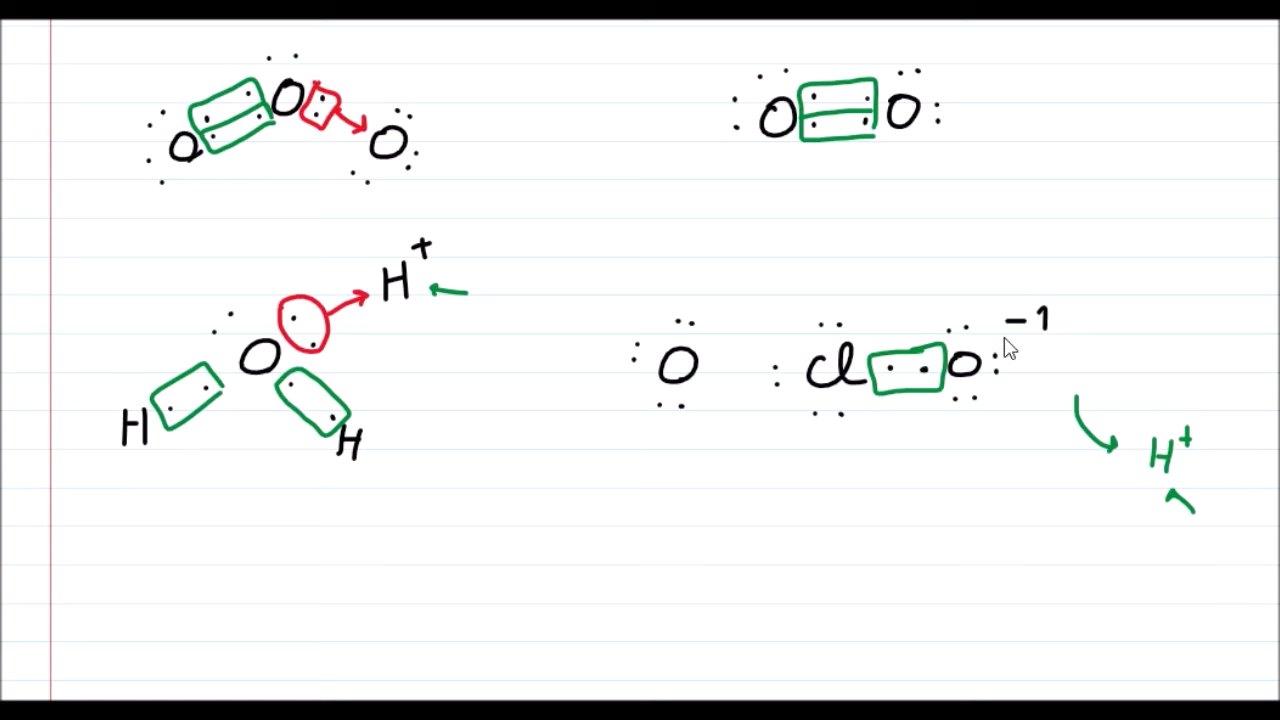 O O O
O O
H O H H+
O Cl O -1
H+